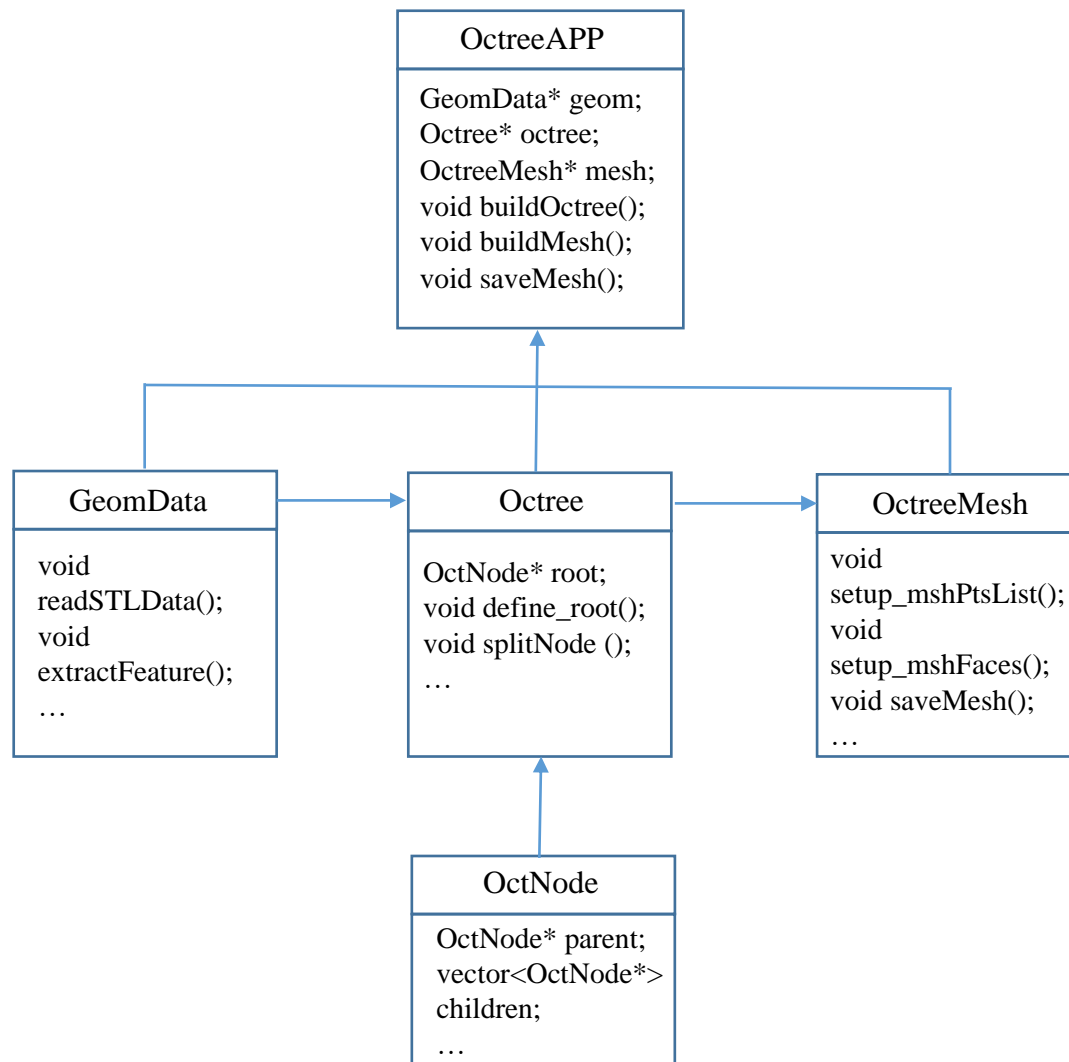 OctreeAPP
GeomData* geom;
Octree* octree;
OctreeMesh* mesh;
void buildOctree();
void buildMesh();
void saveMesh();
GeomData
void
readSTLData();
void
extractFeature();
…
Octree
OctNode* root;
void define_root();
void splitNode ();
…
OctreeMesh
void
setup_mshPtsList();
void
setup_mshFaces();
void saveMesh();
…
OctNode
OctNode* parent;
vector<OctNode*>
children;
…